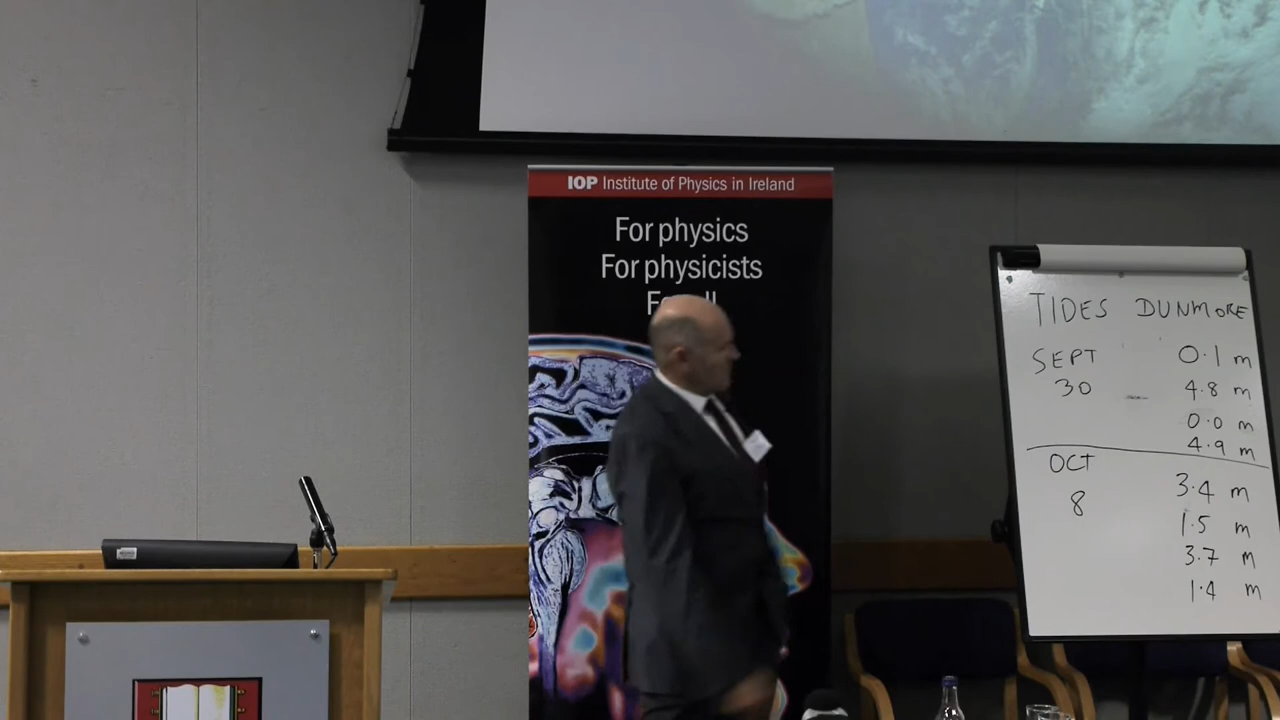 IOP Institute of Physics in Ireland
For physics
For physicists
TIDES DUNMORE
SEPT 0.1 m
30 4.8 m
0.0 m
4.9 m
OCT
8 3.4 m
1.5 m
3.7 m
1.4 m